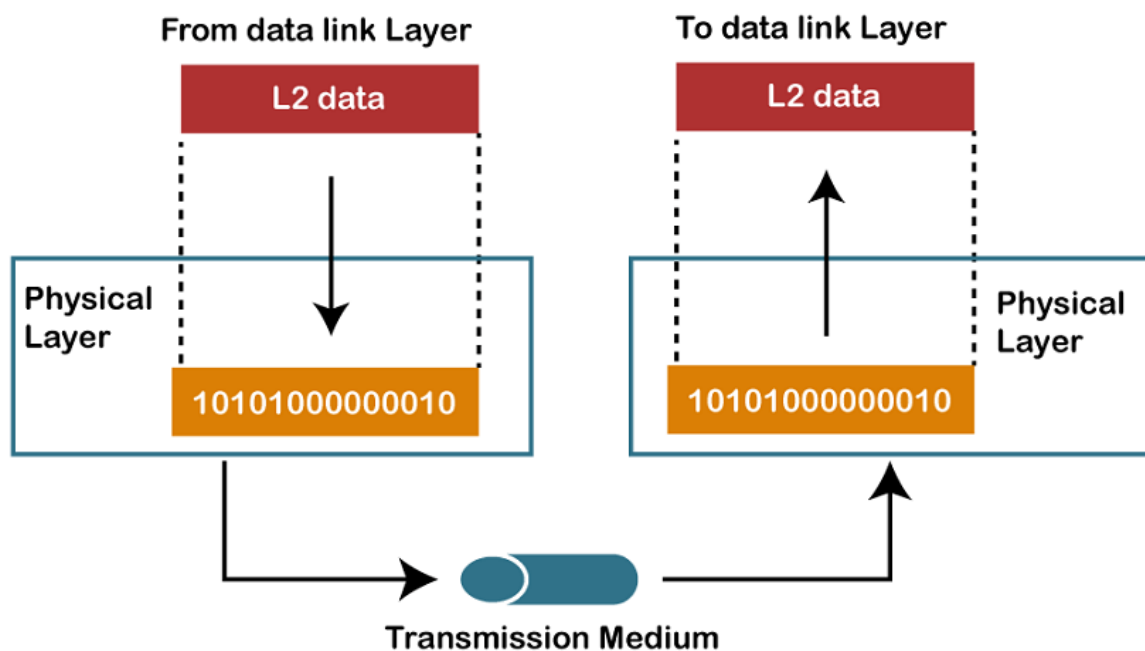 From data link Layer
To data link Layer
L2 data
L2 data
Physical
Layer
Physical
Layer
10101000000010
10101000000010
Transmission Medium